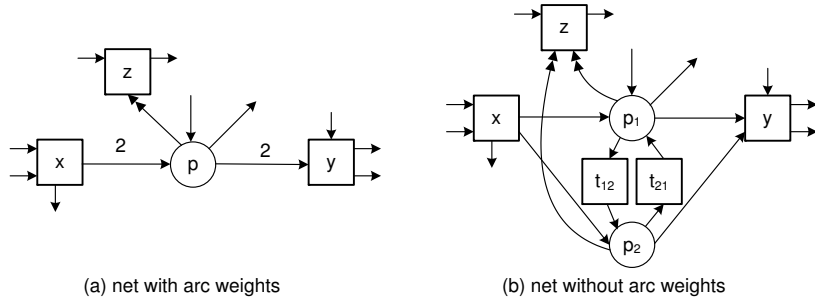 z
x
2
p
2
y
(a) net with arc weights
z
x
p1
y
t12
t21
p2
(b) net without arc weights